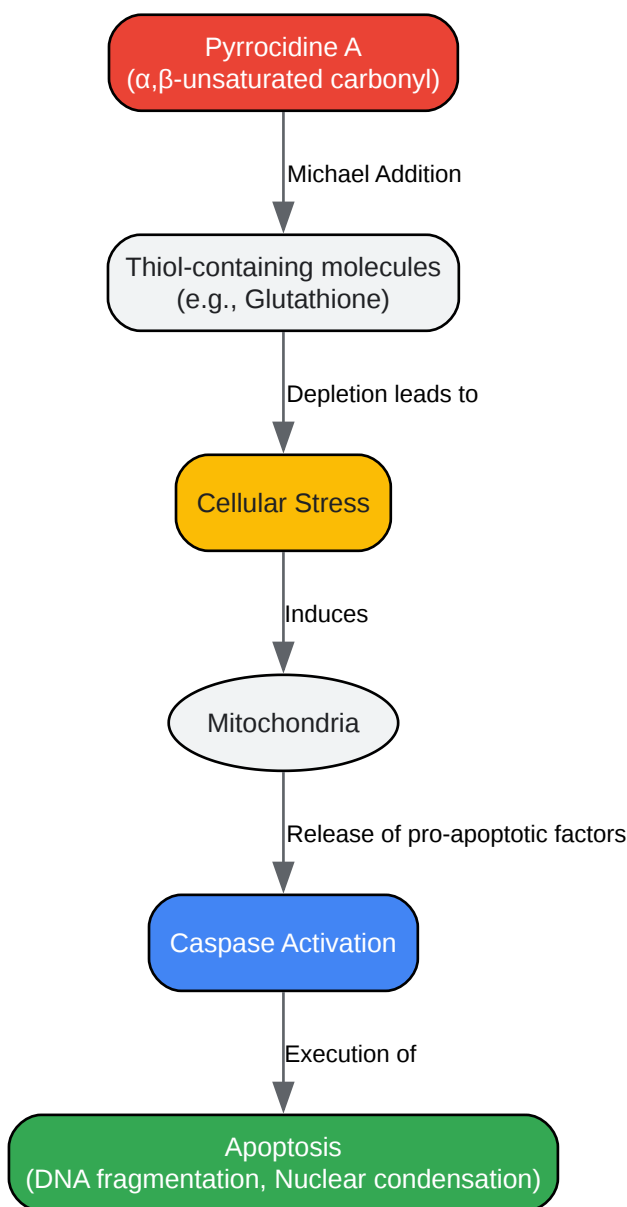 Pyrrocidine A
(α,β-unsaturated carbonyl)
Michael Addition
Thiol-containing molecules
(e.g., Glutathione)
Depletion leads to
Cellular Stress
Induces
Mitochondria
Release of pro-apoptotic factors
Caspase Activation
Execution of
Apoptosis
(DNA fragmentation, Nuclear condensation)